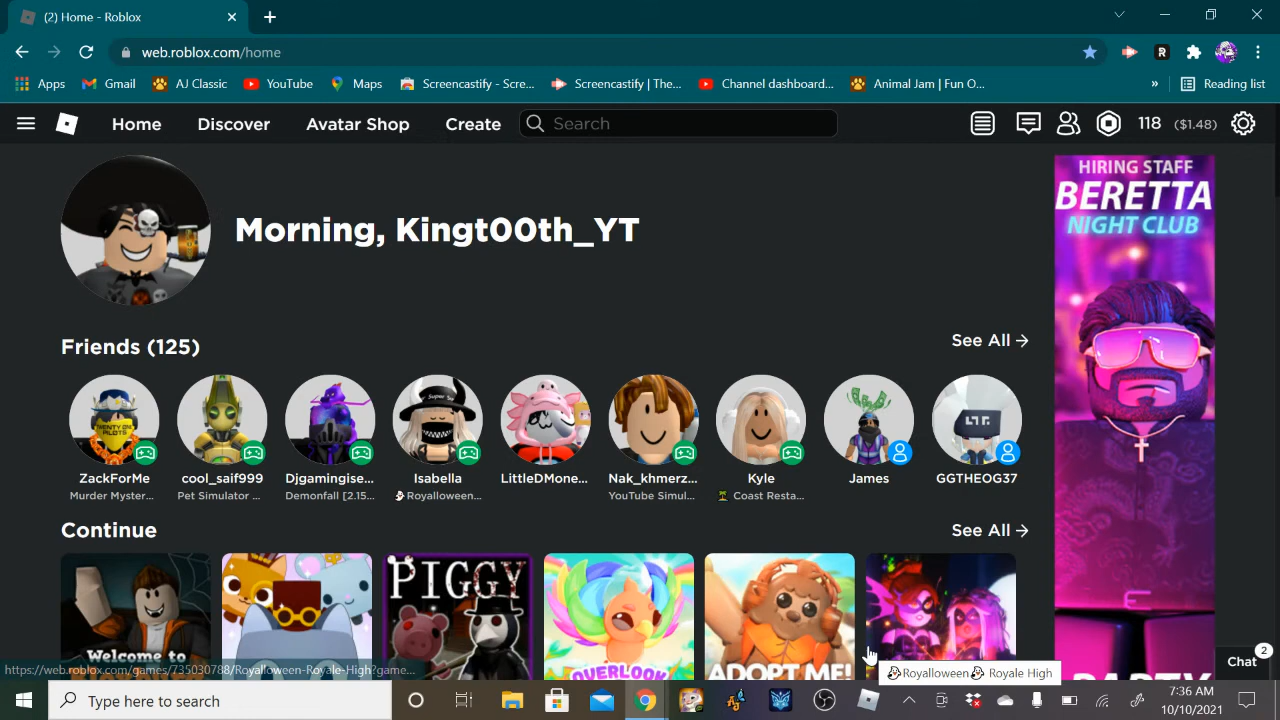 (2) Home - Roblox
web.roblox.com/home
Apps Gmail AJ Classic YouTube Maps Screencastify - Scre... Screencastify | The... Channel dashboard... Animal Jam | Fun O... » Reading list
Home Discover Avatar Shop Create Search 118 ($1.48)
HIRING STAFF
BERETTA
NIGHT CLUB
Morning, Kingt00th_YT
Friends (125) See All →
ZackForMe cool_saif999 Djgamingise... Isabella LittleDMone... Nak_khmerz... Kyle James GGTHEOG37
Murder Myster... Pet Simulator ... Demonfall [2.15... Royalloween... YouTube Simul... Coast Resta...
Continue See All →
Welcome to
PIGGY
OVERLOOK
ADOPT ME!
PARTY
https://web.roblox.com/games/735030788/Royalloween-Royale-High?game...
Royalloween Royale High
Chat 2
Type here to search
7:36 AM
10/10/2021